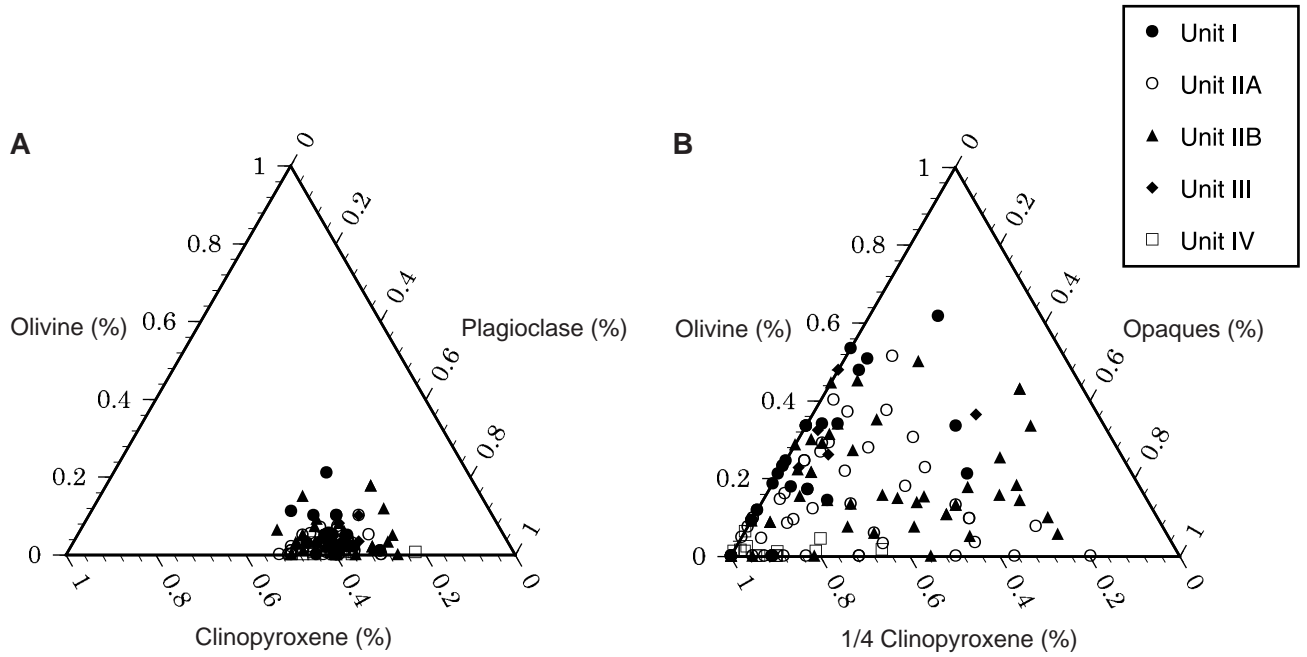 Unit I
Unit IIA
Unit IIB
Unit III
Unit IV
A
Olivine (%)
Plagioclase (%)
Clinopyroxene (%)
1
0.8
0.6
0.4
0.2
0
0
0.2
0.4
0.6
0.8
1
1
0.8
0.6
0.4
0.2
0
B
Olivine (%)
Opaques (%)
1/4 Clinopyroxene (%)
1
0.8
0.6
0.4
0.2
0
0
0.2
0.4
0.6
0.8
1
1
0.8
0.6
0.4
0.2
0